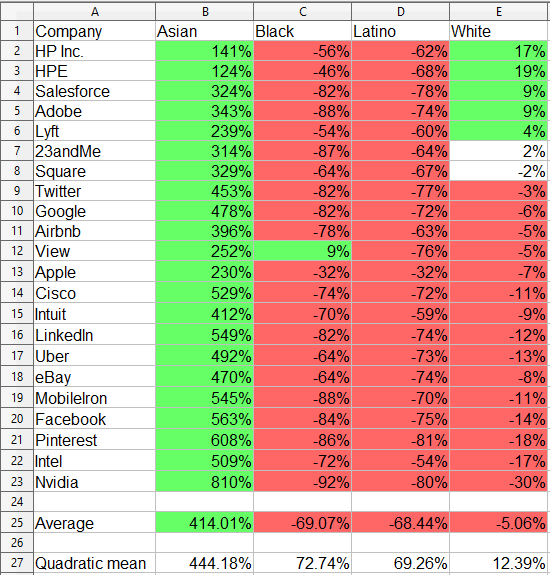 A B C D E
1 Company Asian Black Latino White
2 HP Inc. 141% -56% -62% 17%
3 HPE 124% -46% -68% 19%
4 Salesforce 324% -82% -78% 9%
5 Adobe 343% -88% -74% 9%
6 Lyft 239% -54% -60% 4%
7 23andMe 314% -87% -64% 2%
8 Square 329% -64% -67% -2%
9 Twitter 453% -82% -77% -3%
10 Google 478% -82% -72% -6%
11 Airbnb 396% -78% -63% -5%
12 View 252% 9% -76% -5%
13 Apple 230% -32% -32% -7%
14 Cisco 529% -74% -72% -11%
15 Intuit 412% -70% -59% -9%
16 LinkedIn 549% -82% -74% -12%
17 Uber 492% -64% -73% -13%
18 eBay 470% -64% -74% -8%
19 MobileIron 545% -88% -70% -11%
20 Facebook 563% -84% -75% -14%
21 Pinterest 608% -86% -81% -18%
22 Intel 509% -72% -54% -17%
23 Nvidia 810% -92% -80% -30%
24
25 Average 414.01% -69.07% -68.44% -5.06%
26
27 Quadratic mean 444.18% 72.74% 69.26% 12.39%